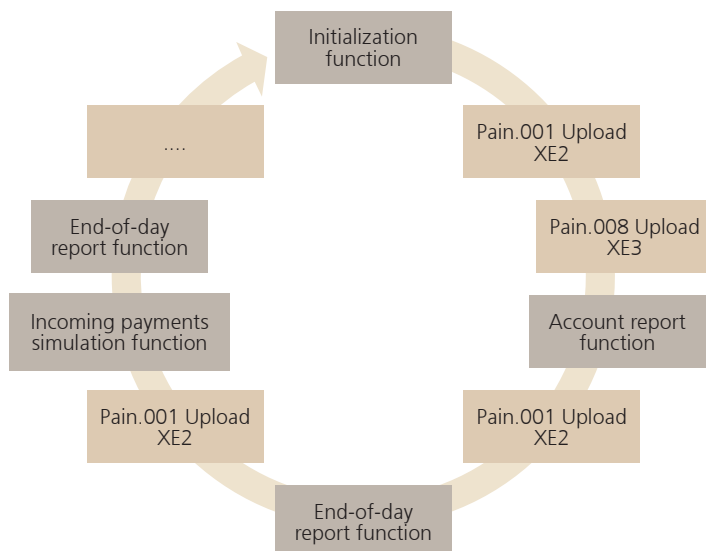 Initialization
function
Pain.001 Upload
XE2
Pain.008 Upload
XE3
Account report
function
Pain.001 Upload
XE2
End-of-day
report function
Pain.001 Upload
XE2
Incoming payments
simulation function
End-of-day
report function
....